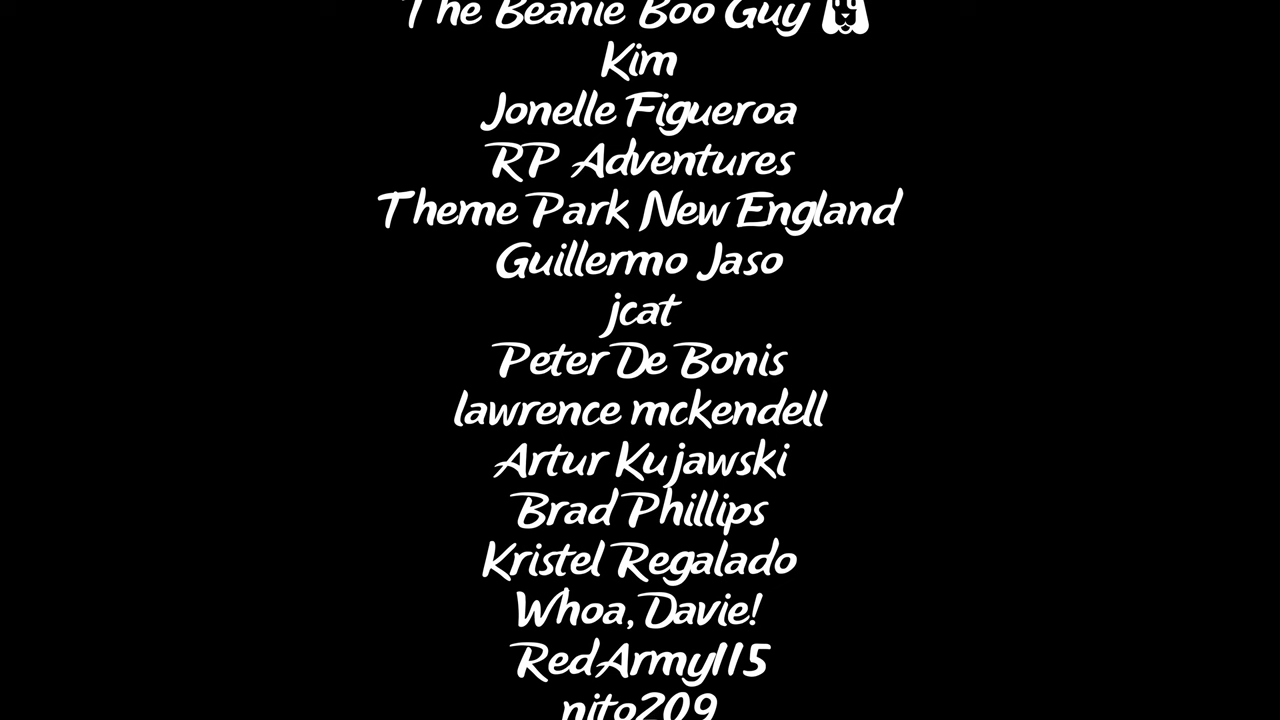 The Beanie Boo Guy
Kim
Jonelle Figueroa
RP Adventures
Theme Park New England
Guillermo Jaso
jcat
Peter De Bonis
lawrence mckendell
Artur Kujawski
Brad Phillips
Kristel Regalado
Whoa, Davie!
RedArmy115
nito209